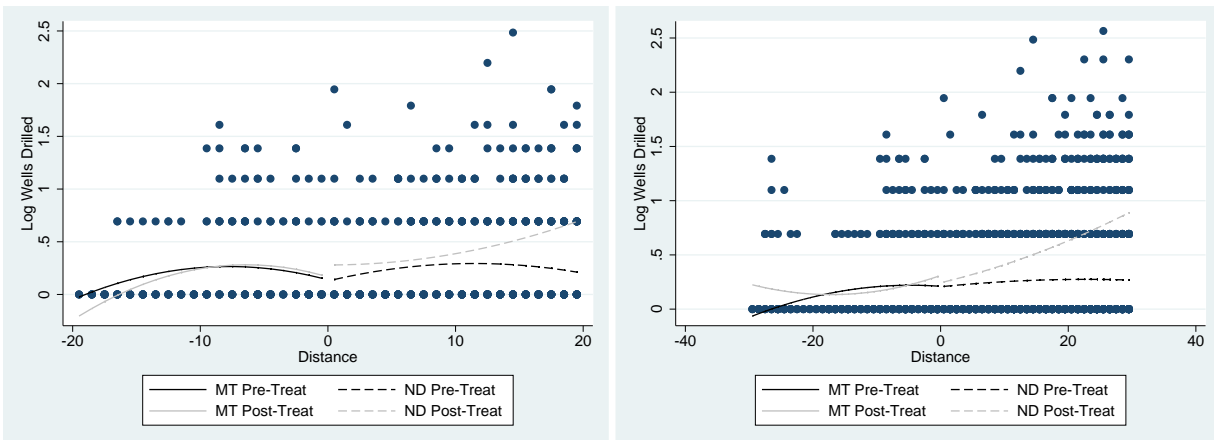 Log Wells Drilled
2.5
2
1.5
1
.5
0
-20 -10 0 10 20
Distance
MT Pre-Treat ND Pre-Treat
MT Post-Treat ND Post-Treat
Log Wells Drilled
2.5
2
1.5
1
.5
0
-40 -20 0 20 40
Distance
MT Pre-Treat ND Pre-Treat
MT Post-Treat ND Post-Treat